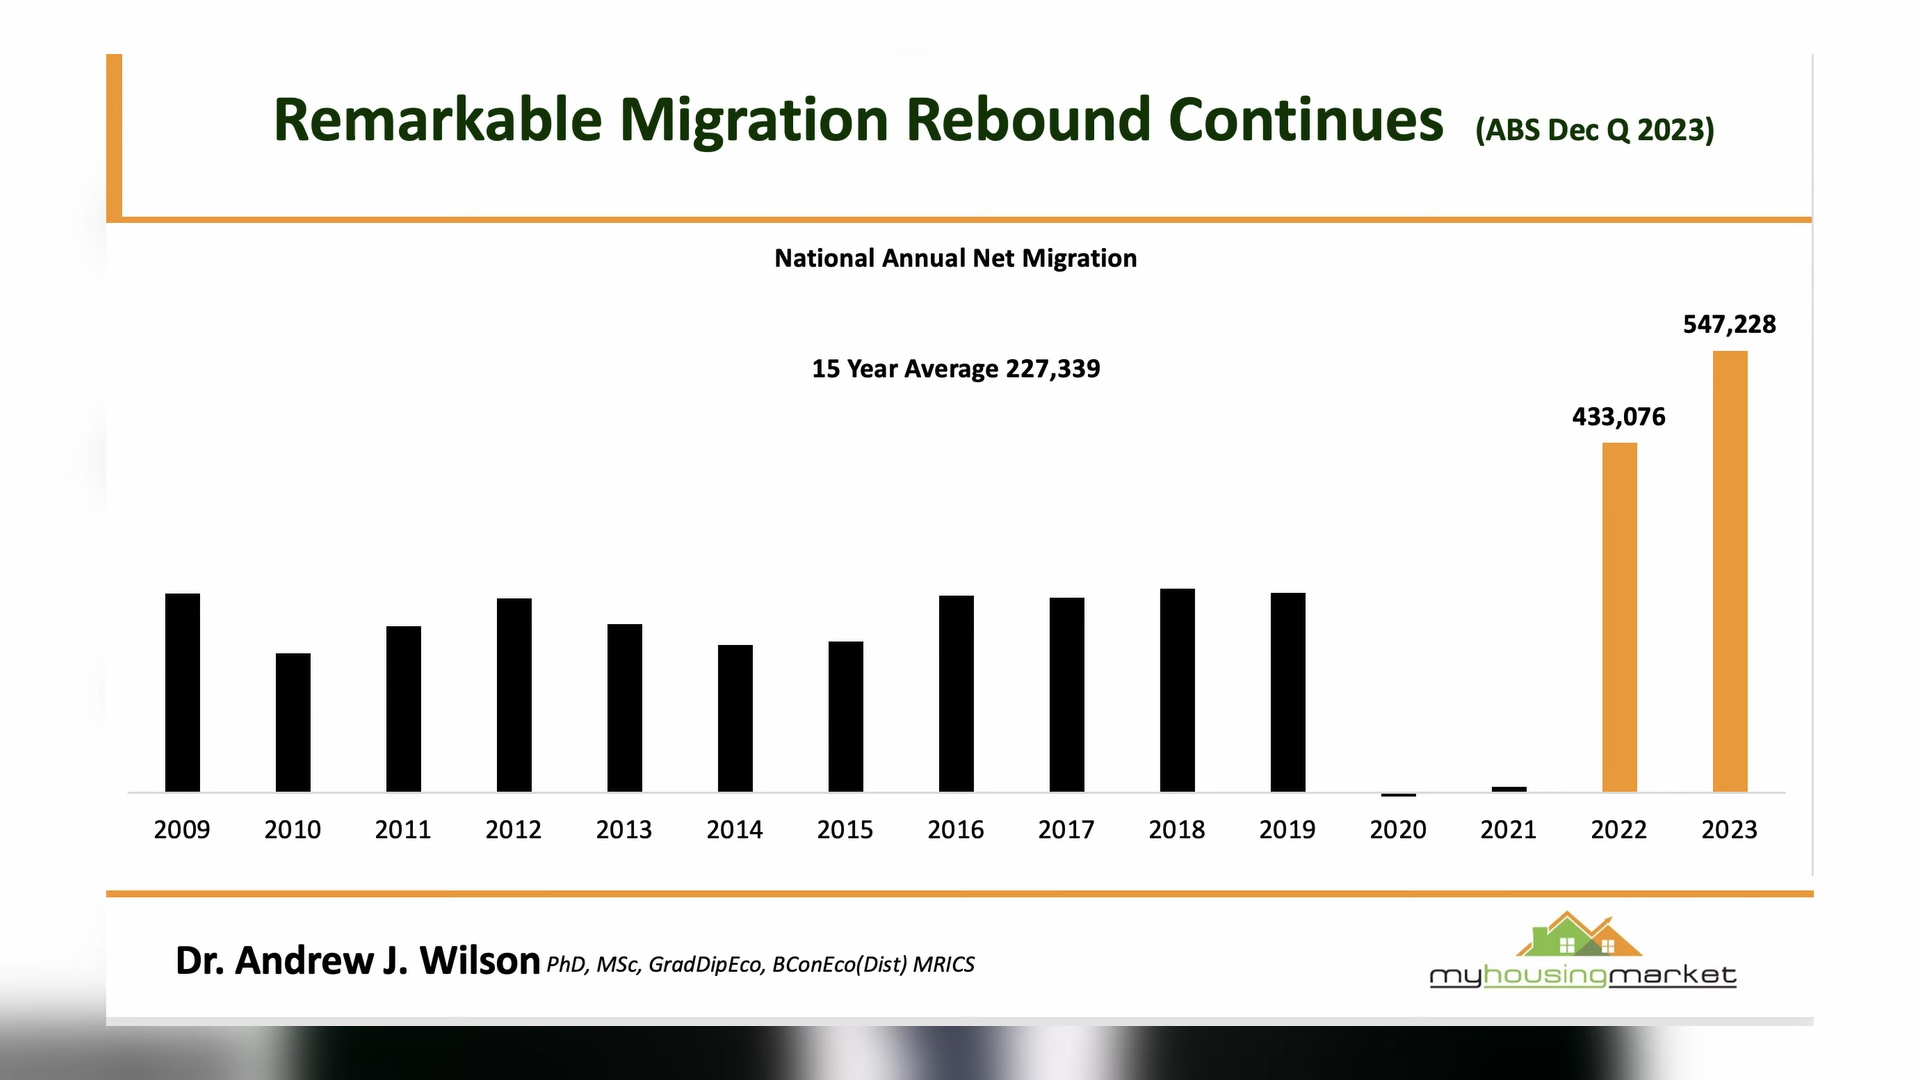 Remarkable Migration Rebound Continues (ABS Dec Q 2023)
National Annual Net Migration
547,228
15 Year Average 227,339
433,076
2009 2010 2011 2012 2013 2014 2015 2016 2017 2018 2019 2020 2021 2022 2023
Dr. Andrew J. Wilson PhD, MSc, GradDipEco, BConEco(Dist) MRICS
myhousingmarket